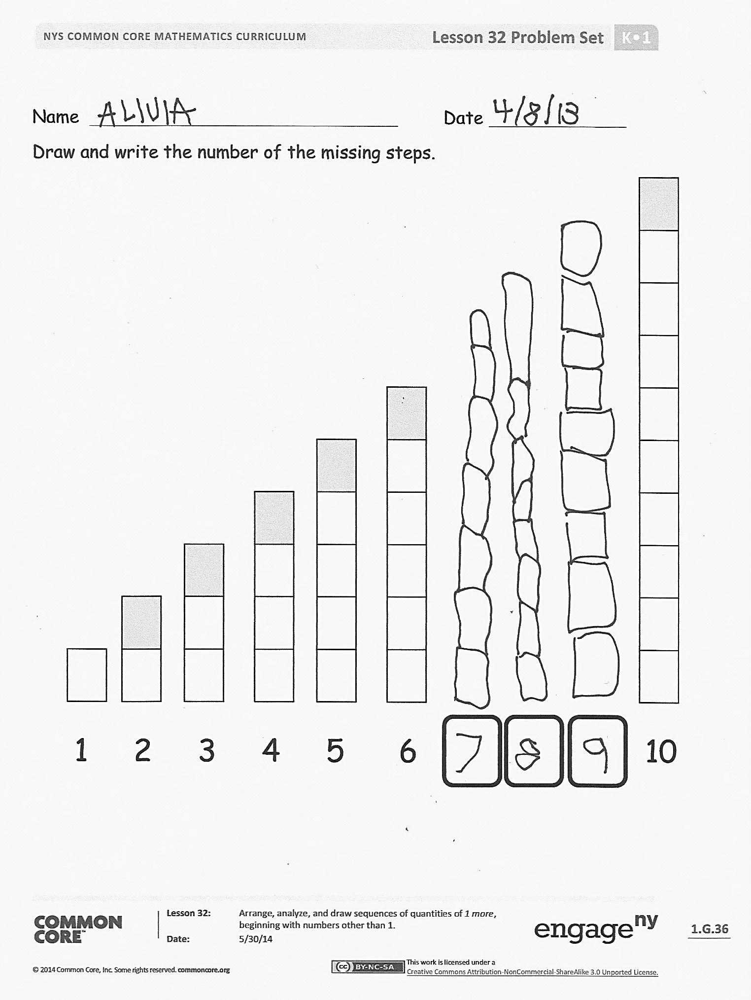 NYS COMMON CORE MATHEMATICS CURRICULUM Lesson 32 Problem Set K•1
Name ALIVIA Date 4/8/13
Draw and write the number of the missing steps.
1 2 3 4 5 6 7 8 9 10
COMMON CORE™
Lesson 32: Arrange, analyze, and draw sequences of quantities of 1 more,
beginning with numbers other than 1.
Date: 5/30/14
engageny
1.G.36
© 2014 Common Core, Inc. Some rights reserved. commoncore.org
cc BY-NC-SA
This work is licensed under a
Creative Commons Attribution-NonCommercial-ShareAlike 3.0 Unported License.